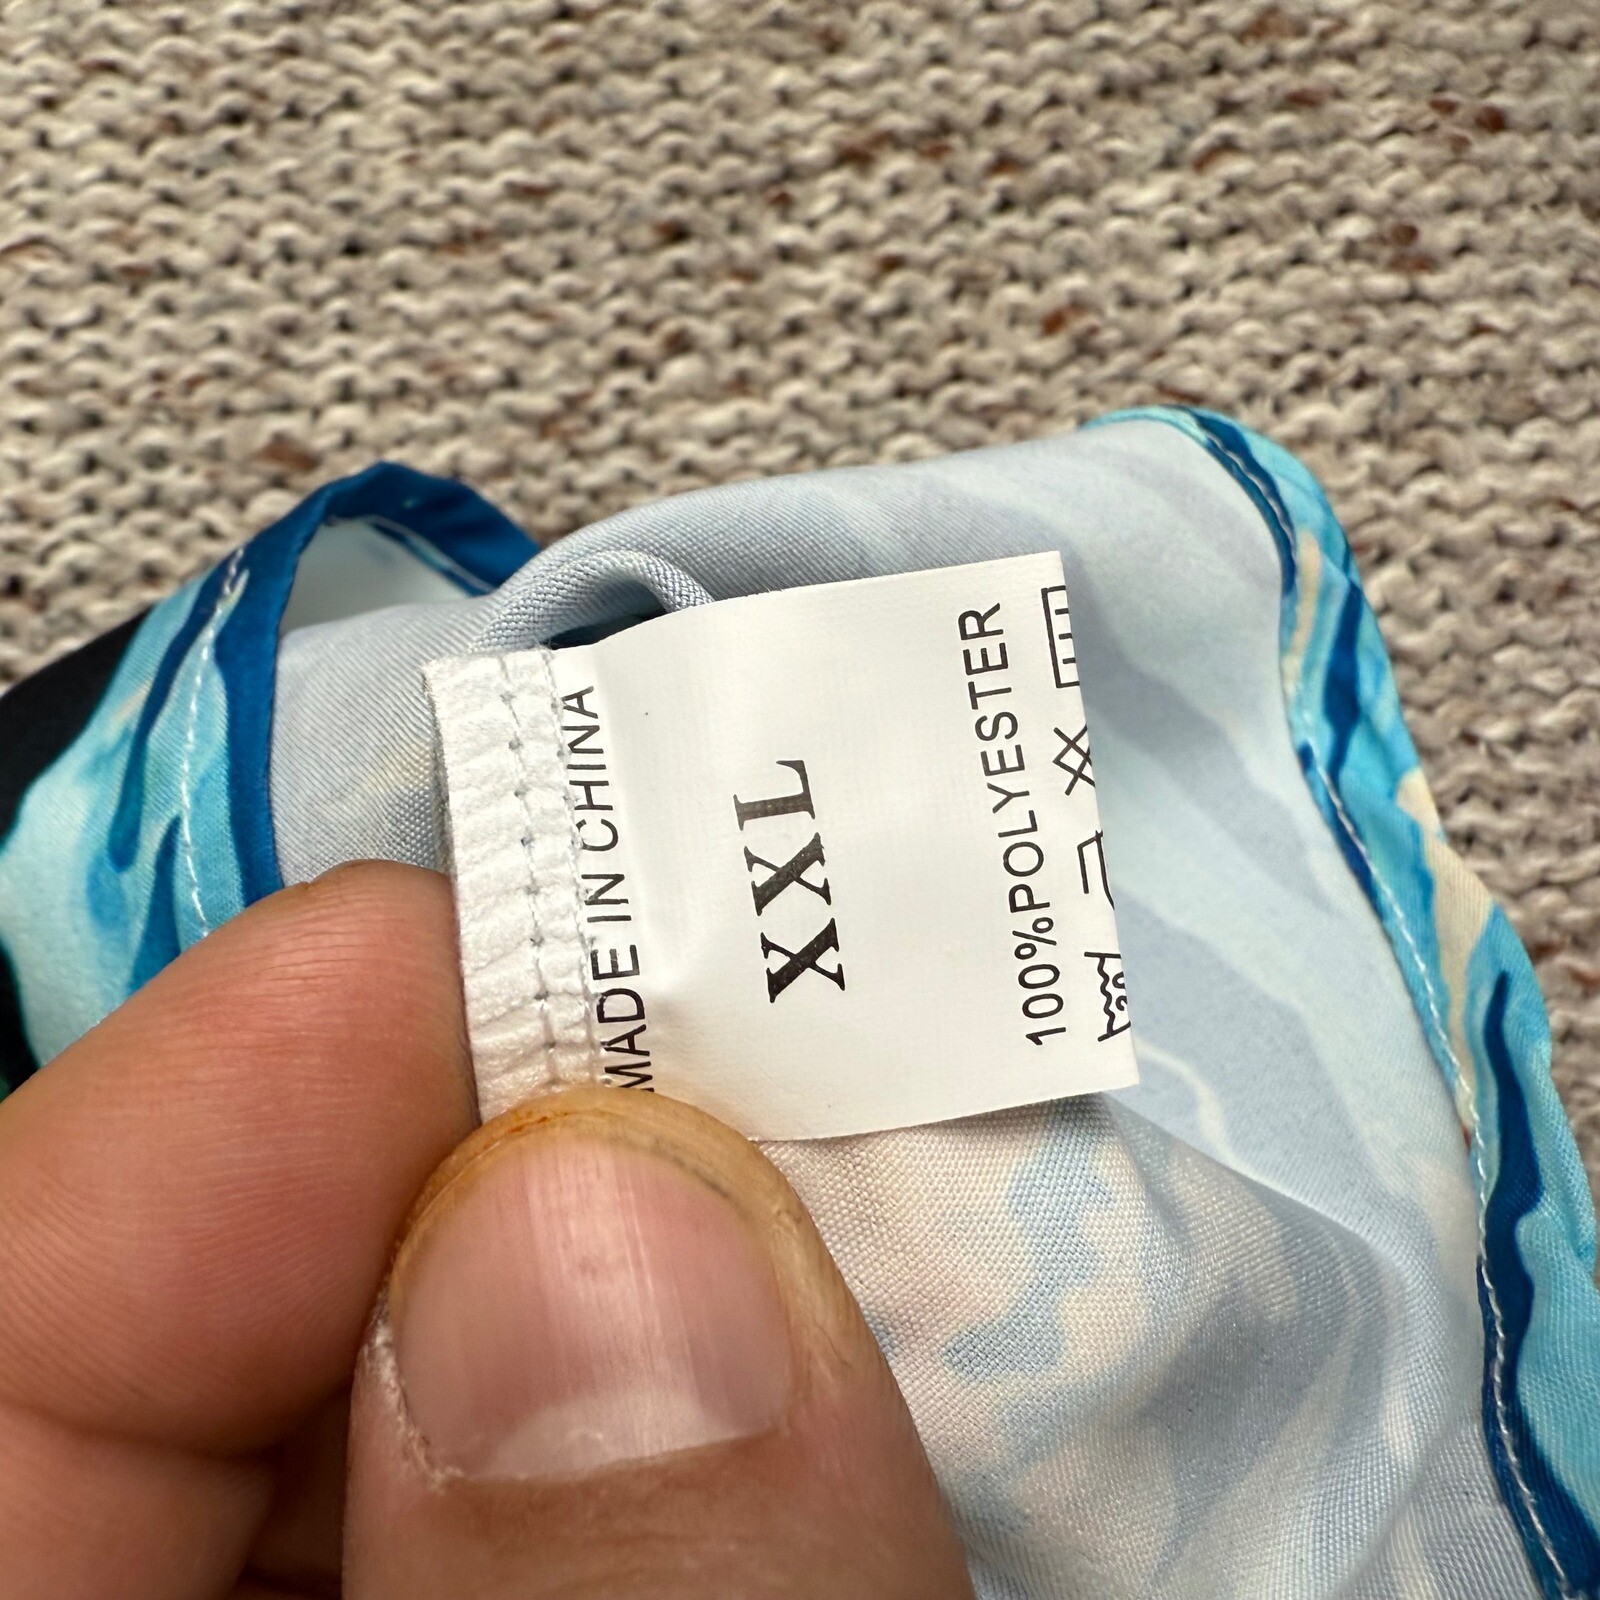 MADE IN CHINA
XXL
100%POLYESTER